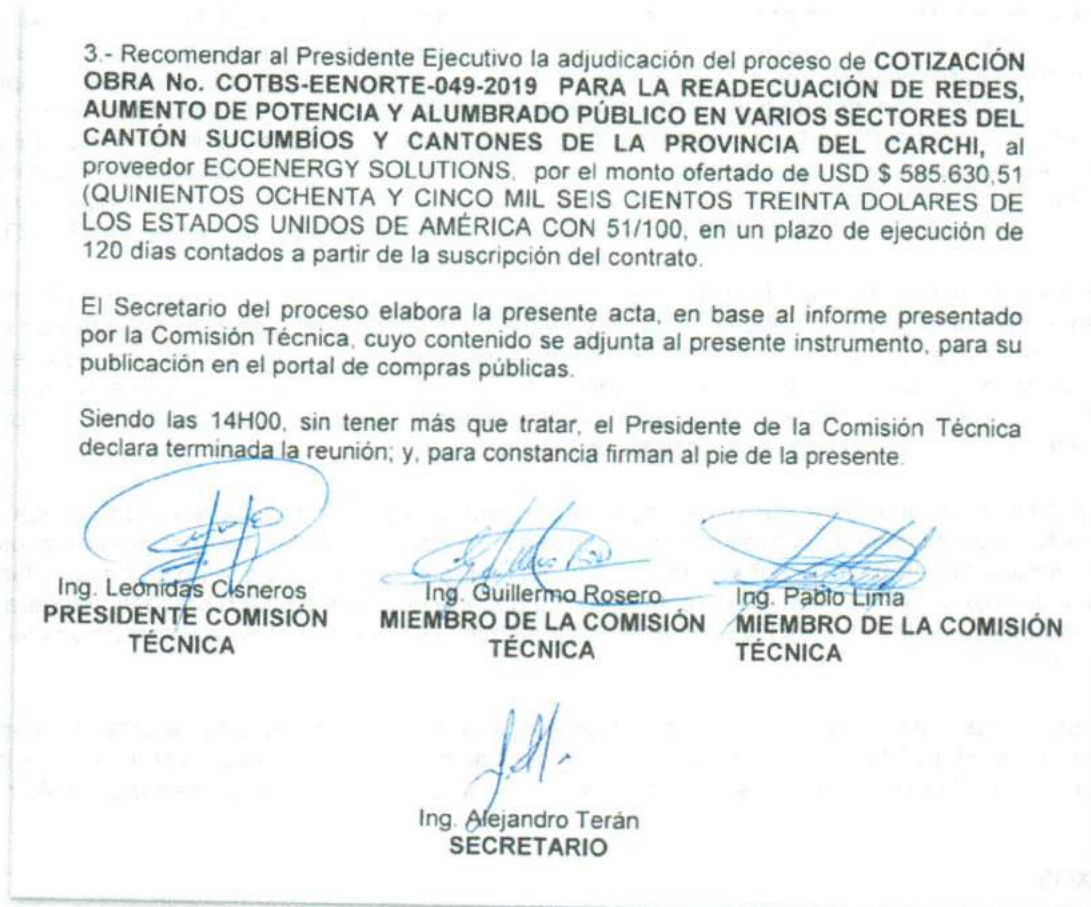 3.- Recomendar al Presidente Ejecutivo la adjudicación del proceso de COTIZACIÓN
OBRA No. COTBS-EENORTE-049-2019 PARA LA READECUACIÓN DE REDES,
AUMENTO DE POTENCIA Y ALUMBRADO PÚBLICO EN VARIOS SECTORES DEL
CANTÓN SUCUMBÍOS Y CANTONES DE LA PROVINCIA DEL CARCHI, al
proveedor ECOENERGY SOLUTIONS, por el monto ofertado de USD $ 585.630,51
(QUINIENTOS OCHENTA Y CINCO MIL SEIS CIENTOS TREINTA DOLARES DE
LOS ESTADOS UNIDOS DE AMÉRICA CON 51/100, en un plazo de ejecución de
120 días contados a partir de la suscripción del contrato.
El Secretario del proceso elabora la presente acta, en base al informe presentado
por la Comisión Técnica, cuyo contenido se adjunta al presente instrumento, para su
publicación en el portal de compras públicas.
Siendo las 14H00, sin tener más que tratar, el Presidente de la Comisión Técnica
declara terminada la reunión; y, para constancia firman al pie de la presente.
Ing. Leonidas Cisneros
PRESIDENTE COMISIÓN
TÉCNICA
Ing. Guillermo Rosero
MIEMBRO DE LA COMISIÓN
TÉCNICA
Ing. Pablo Lima
MIEMBRO DE LA COMISIÓN
TÉCNICA
Ing. Alejandro Terán
SECRETARIO